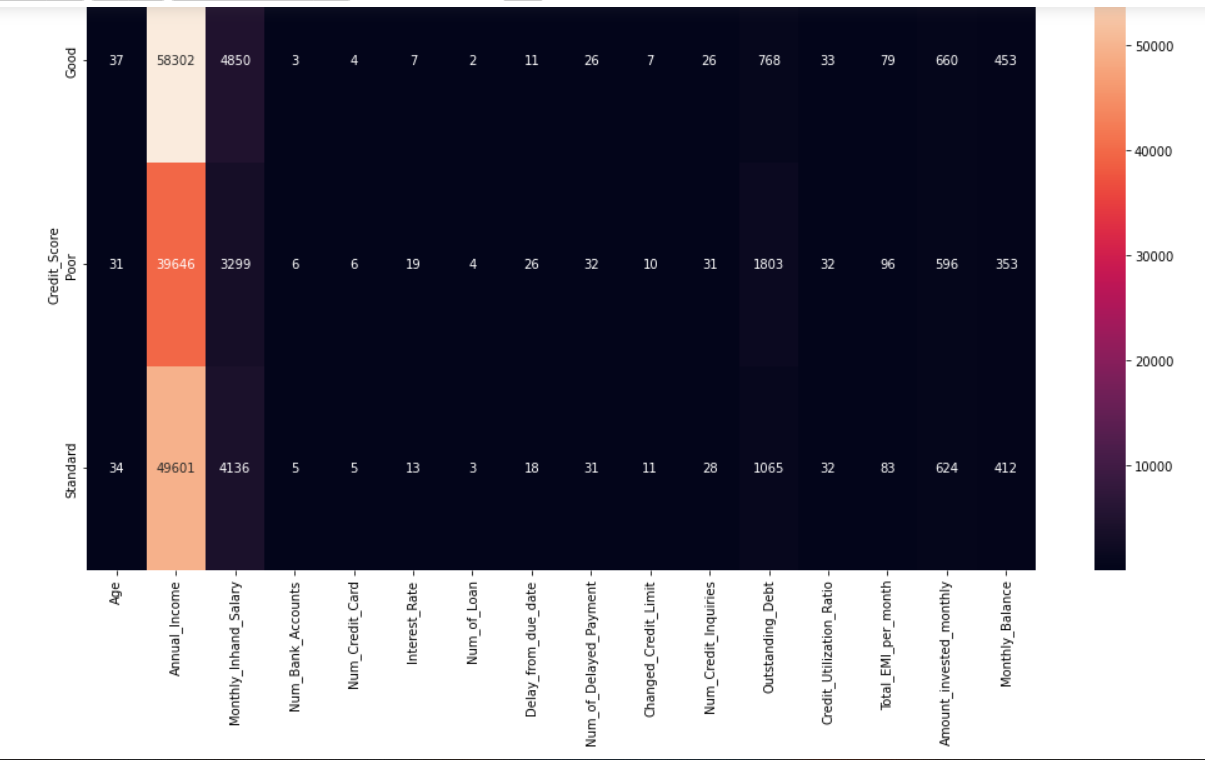 Good 37 58302 4850 3 4 7 2 11 26 7 26 768 33 79 660 453
Credit_Score
Poor 31 39646 3299 6 6 19 4 26 32 10 31 1803 32 96 596 353
Standard 34 49601 4136 5 5 13 3 18 31 11 28 1065 32 83 624 412
Age
Annual_Income
Monthly_Inhand_Salary
Num_Bank_Accounts
Num_Credit_Card
Interest_Rate
Num_of_Loan
Delay_from_due_date
Num_of_Delayed_Payment
Changed_Credit_Limit
Num_Credit_Inquiries
Outstanding_Debt
Credit_Utilization_Ratio
Total_EMI_per_month
Amount_invested_monthly
Monthly_Balance
50000
40000
30000
20000
10000